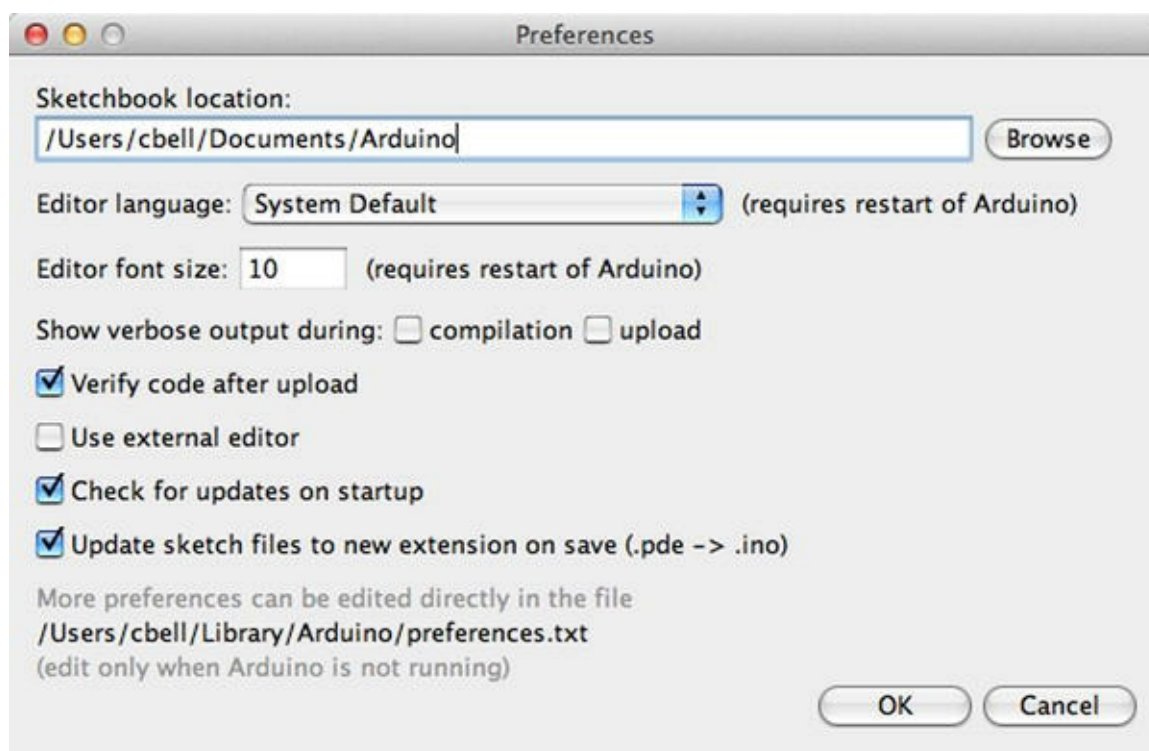 Preferences
Sketchbook location:
/Users/cbell/Documents/Arduino
Browse
Editor language: System Default (requires restart of Arduino)
Editor font size: 10 (requires restart of Arduino)
Show verbose output during: compilation upload
Verify code after upload
Use external editor
Check for updates on startup
Update sketch files to new extension on save (.pde -> .ino)
More preferences can be edited directly in the file
/Users/cbell/Library/Arduino/preferences.txt
(edit only when Arduino is not running)
OK Cancel